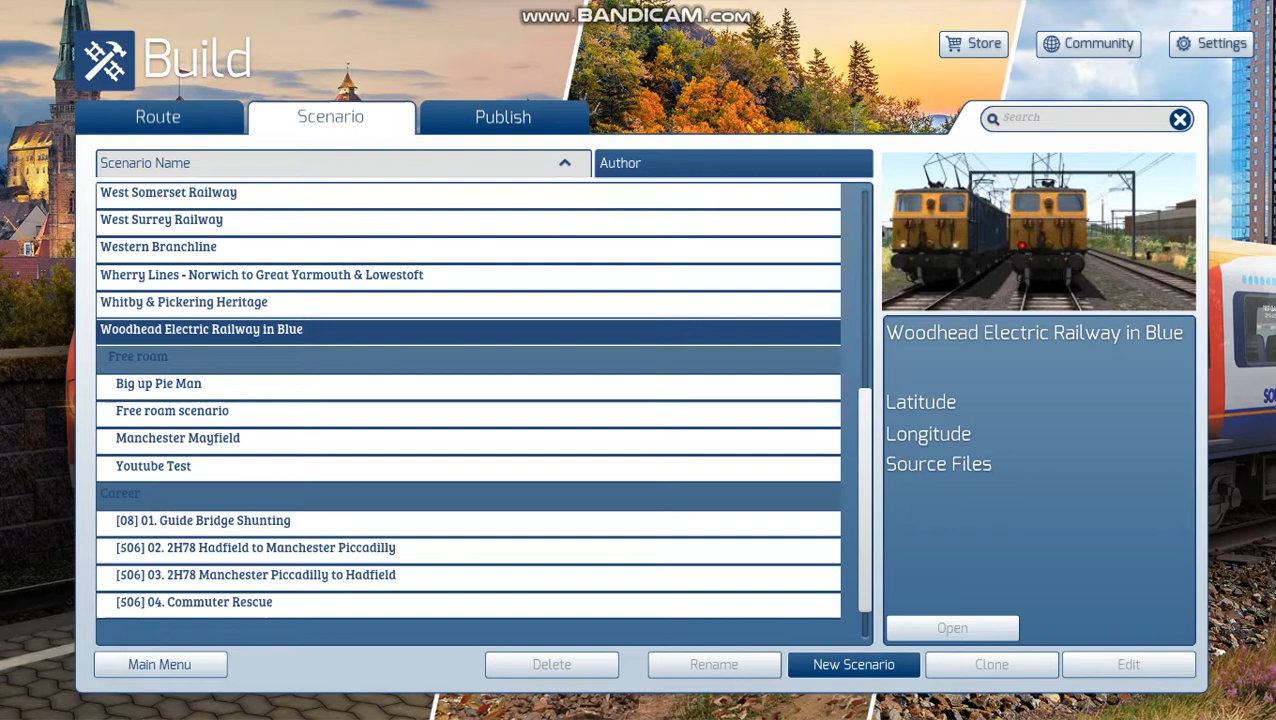 www.BANDICAM.com
Build
Store
Community
Settings
Route
Scenario
Publish
Search
Scenario Name
Author
West Somerset Railway
West Surrey Railway
Western Branchline
Wherry Lines - Norwich to Great Yarmouth & Lowestoft
Whitby & Pickering Heritage
Woodhead Electric Railway in Blue
Free roam
Big up Pie Man
Free roam scenario
Manchester Mayfield
Youtube Test
Career
[08] 01. Guide Bridge Shunting
[506] 02. 2H78 Hadfield to Manchester Piccadilly
[506] 03. 2H78 Manchester Piccadilly to Hadfield
[506] 04. Commuter Rescue
Woodhead Electric Railway in Blue
Latitude
Longitude
Source Files
Open
Main Menu
Delete
Rename
New Scenario
Clone
Edit